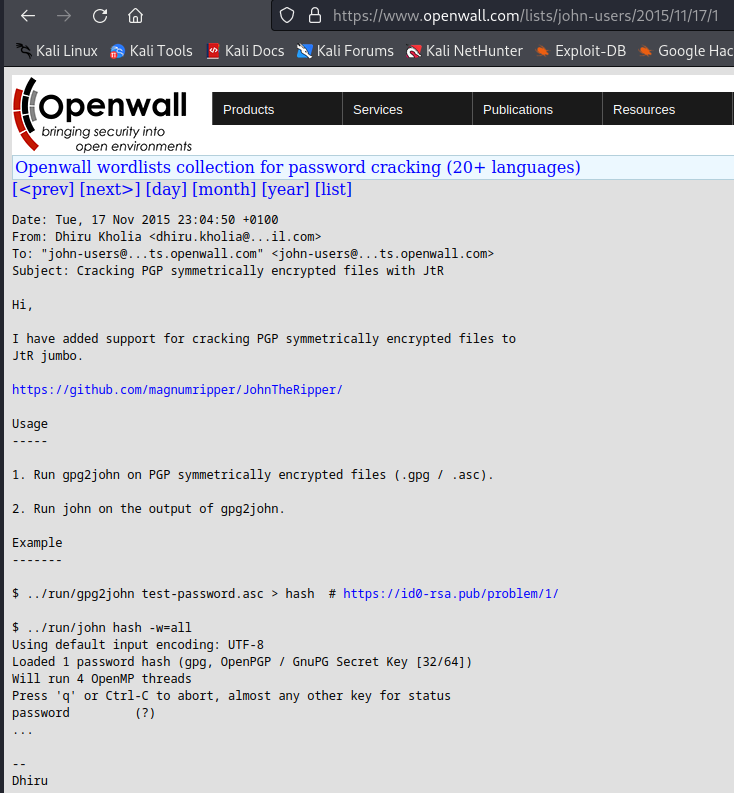 https://www.openwall.com/lists/john-users/2015/11/17/1
Kali Linux Kali Tools Kali Docs Kali Forums Kali NetHunter Exploit-DB Google Hac
Openwall
bringing security into
open environments
Products Services Publications Resources
Openwall wordlists collection for password cracking (20+ languages)
[<prev] [next>] [day] [month] [year] [list]
Date: Tue, 17 Nov 2015 23:04:50 +0100
From: Dhiru Kholia <dhiru.kholia@...il.com>
To: "john-users@...ts.openwall.com" <john-users@...ts.openwall.com>
Subject: Cracking PGP symmetrically encrypted files with JtR
Hi,
I have added support for cracking PGP symmetrically encrypted files to
JtR jumbo.
https://github.com/magnumripper/JohnTheRipper/
Usage
-----
1. Run gpg2john on PGP symmetrically encrypted files (.gpg / .asc).
2. Run john on the output of gpg2john.
Example
-------
$ ../run/gpg2john test-password.asc > hash  # https://id0-rsa.pub/problem/1/
$ ../run/john hash -w=all
Using default input encoding: UTF-8
Loaded 1 password hash (gpg, OpenPGP / GnuPG Secret Key [32/64])
Will run 4 OpenMP threads
Press 'q' or Ctrl-C to abort, almost any other key for status
password         (?)
...
--
Dhiru